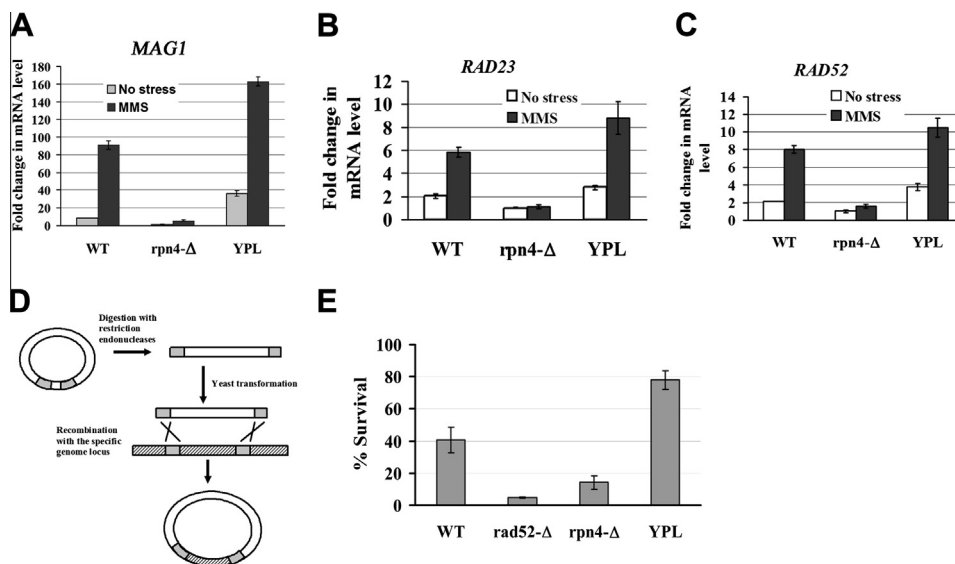 A
MAG1
Fold change in mRNA level
180
160
140
120
100
80
60
40
20
0
No stress
MMS
WT
rpn4-Δ
YPL
B
RAD23
Fold change in
mRNA level
12
10
8
6
4
2
0
No stress
MMS
WT
rpn4-Δ
YPL
C
RAD52
Fold change in mRNA
level
14
12
10
8
6
4
2
0
No stress
MMS
WT
rpn4-Δ
YPL
D
Digestion with
restriction
endonucleases
Yeast transformation
Recombination
with the specific
genome locus
E
% Survival
100
80
60
40
20
0
WT
rad52-Δ
rpn4-Δ
YPL